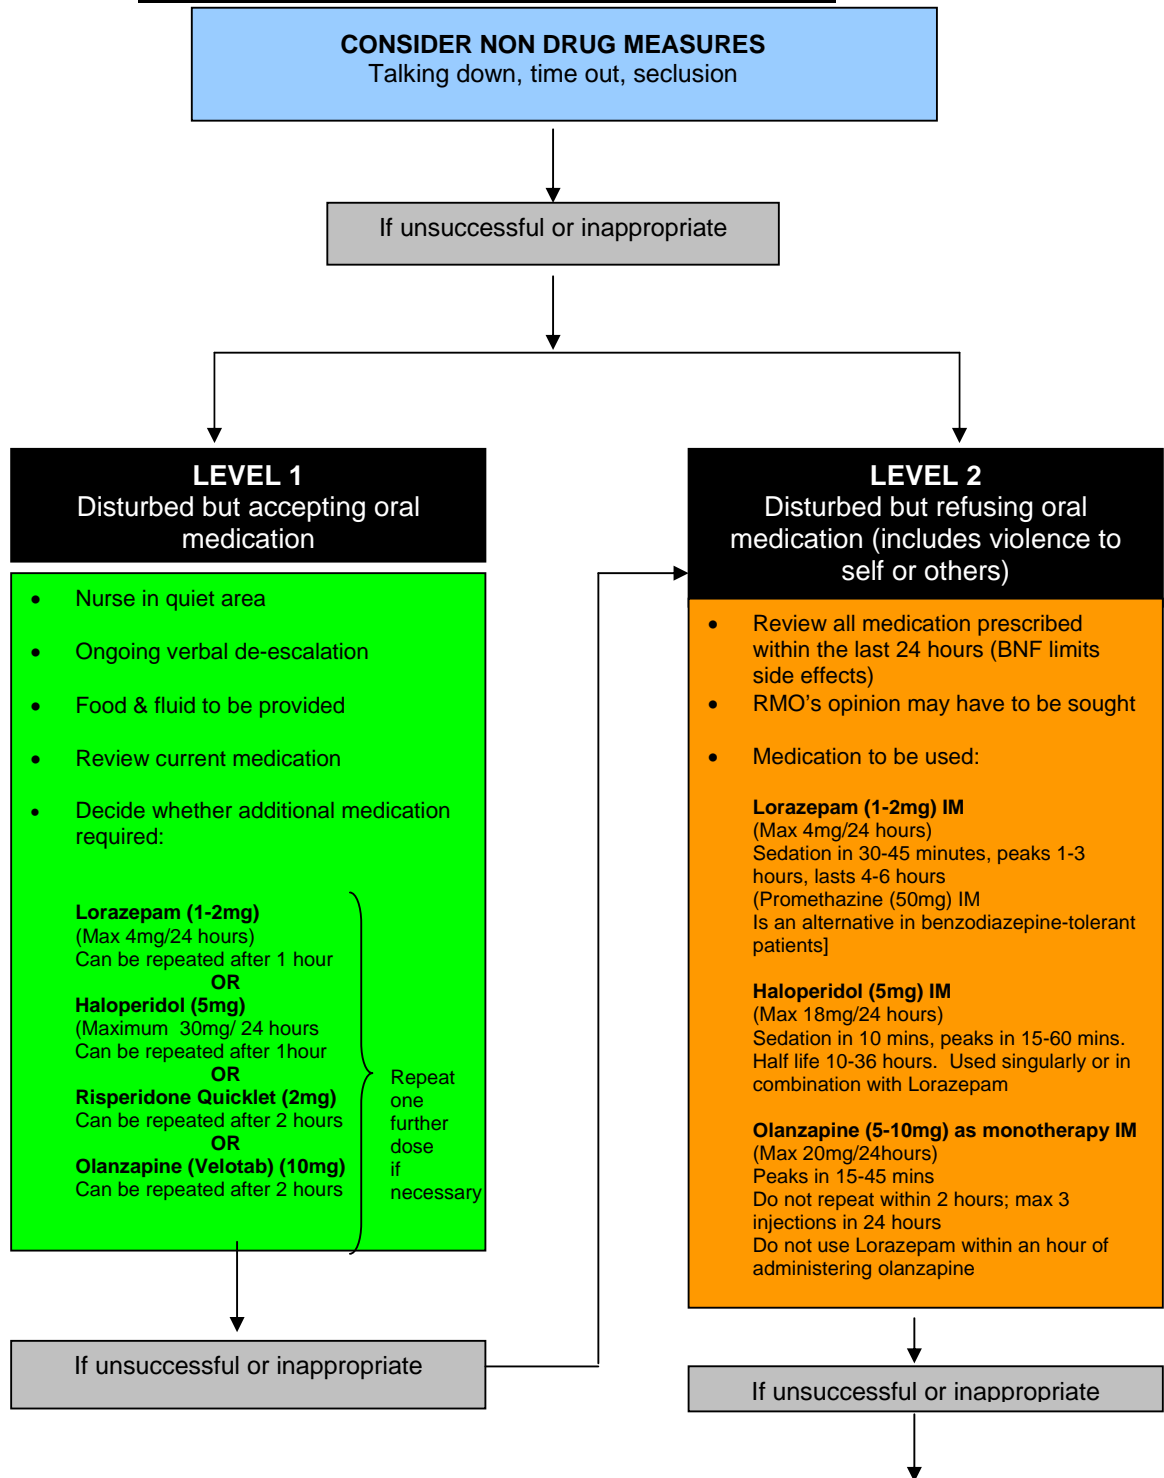 CONSIDER NON DRUG MEASURES
Talking down, time out, seclusion
If unsuccessful or inappropriate
LEVEL 1
Disturbed but accepting oral
medication
• Nurse in quiet area
• Ongoing verbal de-escalation
• Food & fluid to be provided
• Review current medication
• Decide whether additional medication
required:
Lorazepam (1-2mg)
(Max 4mg/24 hours)
Can be repeated after 1 hour
OR
Haloperidol (5mg)
(Maximum  30mg/ 24 hours
Can be repeated after 1hour
OR
Risperidone Quicklet (2mg)
Can be repeated after 2 hours
OR
Olanzapine (Velotab) (10mg)
Can be repeated after 2 hours
Repeat
one
further
dose
if
necessary
If unsuccessful or inappropriate
LEVEL 2
Disturbed but refusing oral
medication (includes violence to
self or others)
• Review all medication prescribed
within the last 24 hours (BNF limits
side effects)
• RMO's opinion may have to be sought
• Medication to be used:
Lorazepam (1-2mg) IM
(Max 4mg/24 hours)
Sedation in 30-45 minutes, peaks 1-3
hours, lasts 4-6 hours
(Promethazine (50mg) IM
Is an alternative in benzodiazepine-tolerant
patients]
Haloperidol (5mg) IM
(Max 18mg/24 hours)
Sedation in 10 mins, peaks in 15-60 mins.
Half life 10-36 hours.  Used singularly or in
combination with Lorazepam
Olanzapine (5-10mg) as monotherapy IM
(Max 20mg/24hours)
Peaks in 15-45 mins
Do not repeat within 2 hours; max 3
injections in 24 hours
Do not use Lorazepam within an hour of
administering olanzapine
If unsuccessful or inappropriate